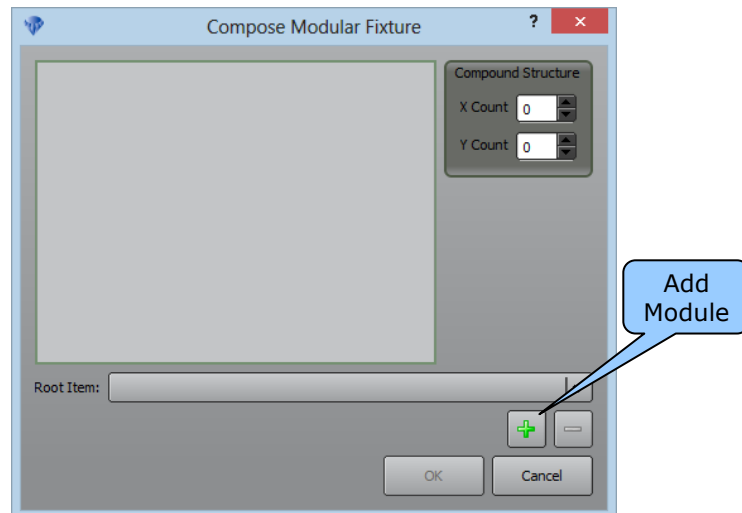 Compose Modular Fixture ?
Compound Structure
X Count 0
Y Count 0
Add
Module
Root Item:
OK Cancel